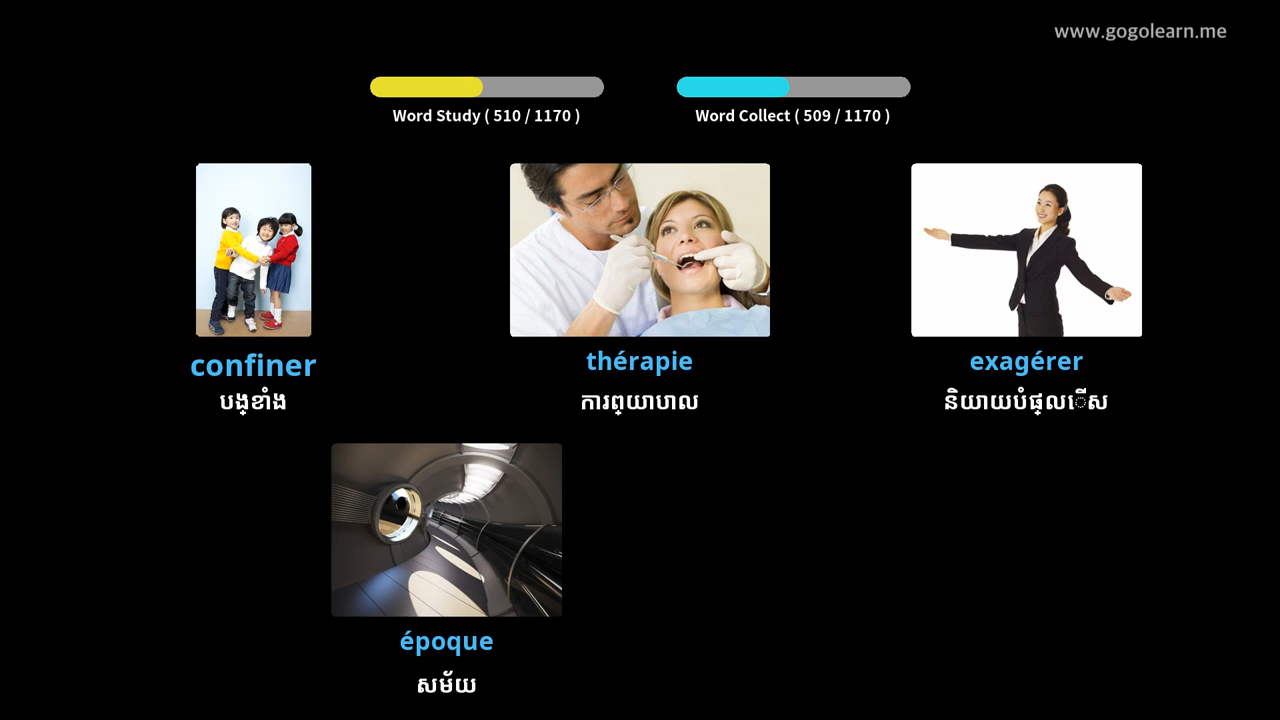 www.gogolearn.me
Word Study ( 510 / 1170 )
Word Collect ( 509 / 1170 )
confiner
បង្ខាំង
thérapie
ការព្យាបាល
exagérer
និយាយបំផ្លើស
époque
សម័យ